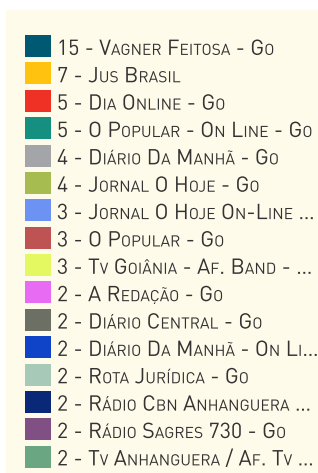 15 - Vagner Feitosa - Go
7 - Jus Brasil
5 - Dia Online - Go
5 - O Popular - On Line - Go
4 - Diário Da Manhã - Go
4 - Jornal O Hoje - Go
3 - Jornal O Hoje On-Line ...
3 - O Popular - Go
3 - Tv Goiânia - Af. Band - ...
2 - A Redação - Go
2 - Diário Central - Go
2 - Diário Da Manhã - On Li...
2 - Rota Jurídica - Go
2 - Rádio Cbn Anhanguera ...
2 - Rádio Sagres 730 - Go
2 - Tv Anhanguera / Af. Tv ...